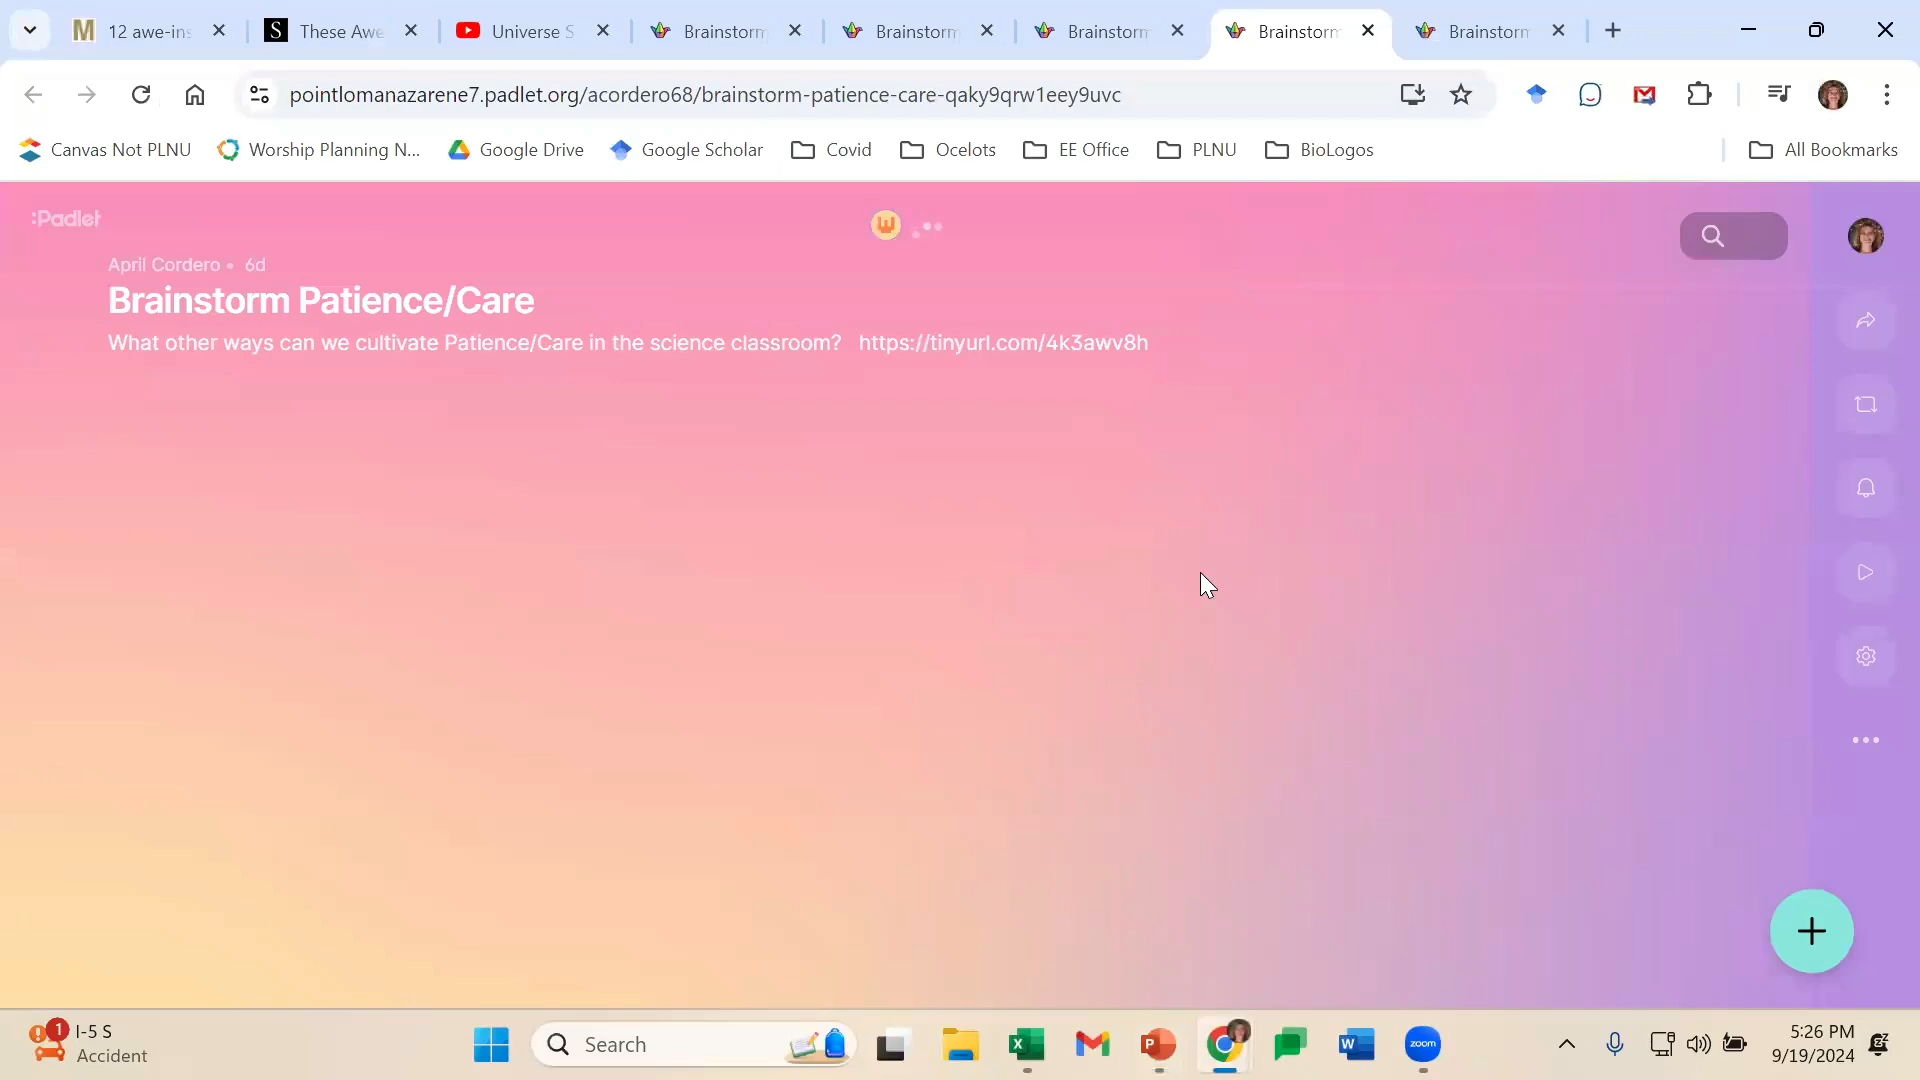 12 awe-ins
These Awe
Universe S
Brainstorm
Brainstorm
Brainstorm
Brainstorm
Brainstorm
pointlomanazarene7.padlet.org/acordero68/brainstorm-patience-care-qaky9qrw1eey9uvc
Canvas Not PLNU
Worship Planning N...
Google Drive
Google Scholar
Covid
Ocelots
EE Office
PLNU
BioLogos
All Bookmarks
:Padlet
April Cordero • 6d
Brainstorm Patience/Care
What other ways can we cultivate Patience/Care in the science classroom? https://tinyurl.com/4k3awv8h
1
I-5 S
Accident
Search
zoom
5:26 PM
9/19/2024